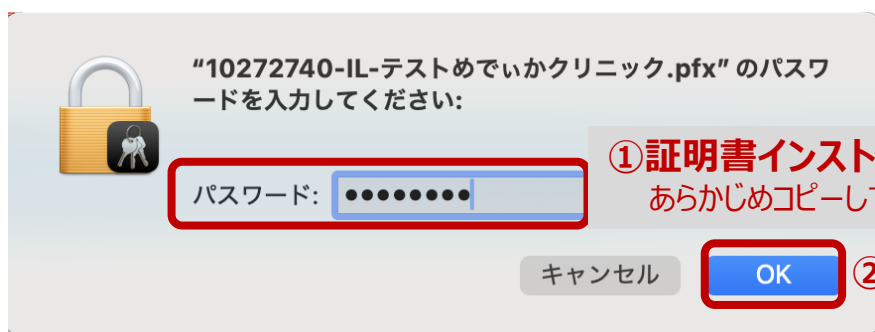 “10272740-IL-テストめでぃかクリニック.pfx” のパスワ
ードを入力してください:
①証明書インスト
パスワード:
あらかじめコピーして
キャンセル
OK
②